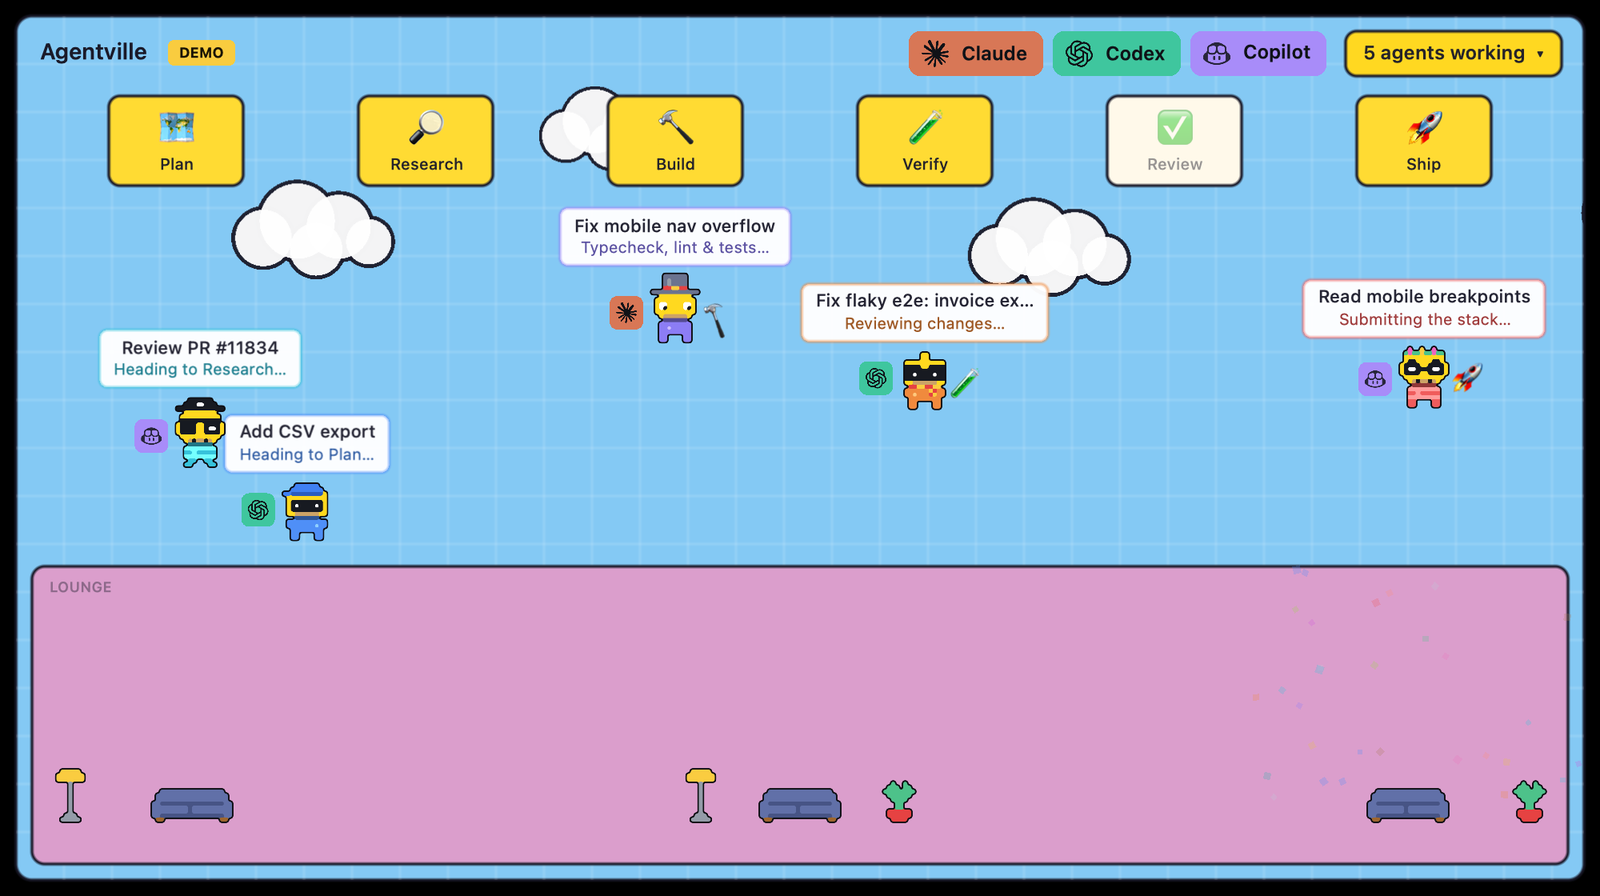 Agentville
DEMO
Claude
Codex
Copilot
5 agents working
Plan
Research
Build
Verify
Review
Ship
Fix mobile nav overflow
Typecheck, lint & tests...
Fix flaky e2e: invoice ex...
Reviewing changes...
Read mobile breakpoints
Submitting the stack...
Review PR #11834
Heading to Research...
Add CSV export
Heading to Plan...
LOUNGE